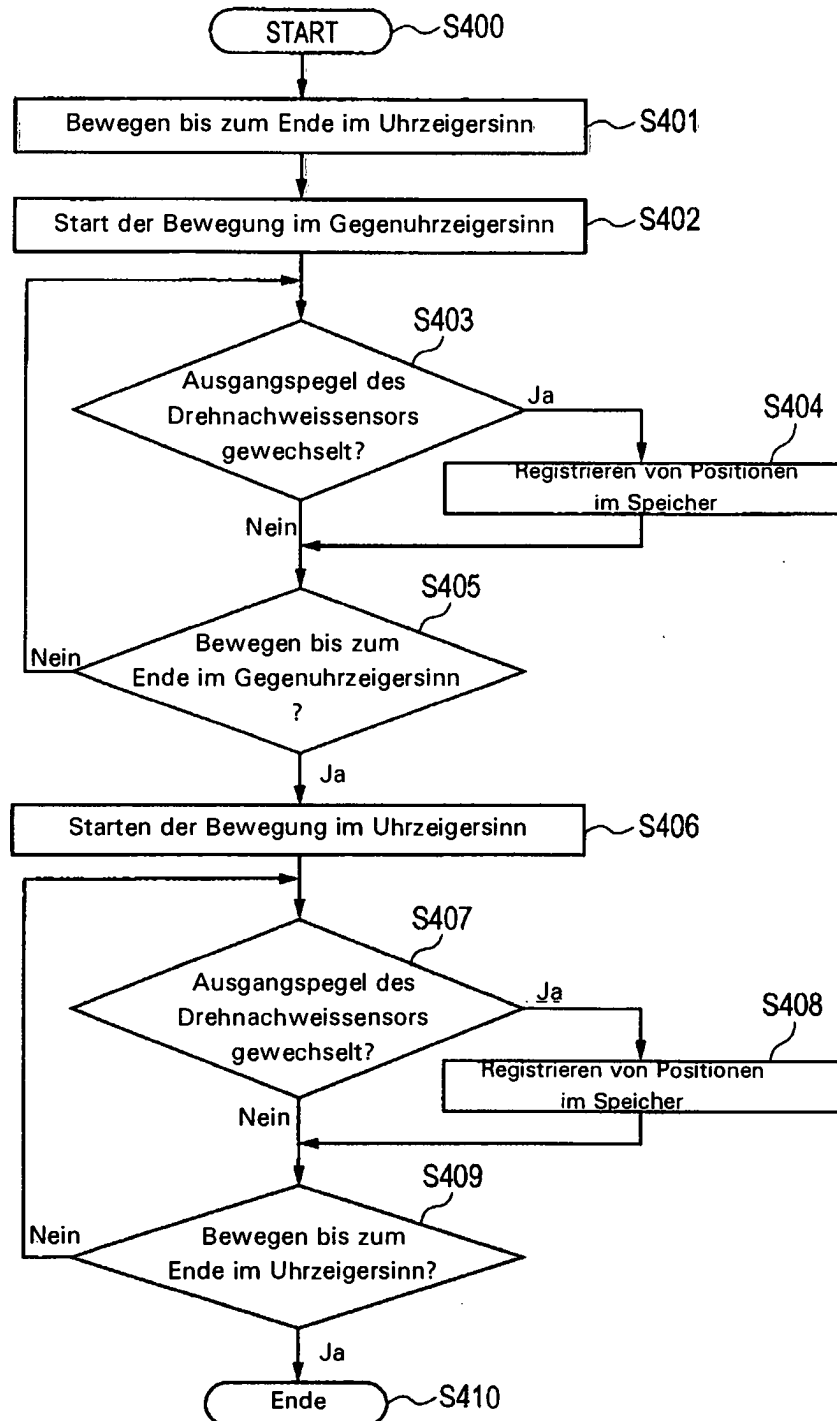 START
S400
Bewegen bis zum Ende im Uhrzeigersinn
S401
Start der Bewegung im Gegenuhrzeigersinn
S402
S403
Ausgangspegel des
Drehnachweissensors
gewechselt?
Ja
S404
Registrieren von Positionen
im Speicher
Nein
S405
Bewegen bis zum
Ende im Gegenuhrzeigersinn
?
Nein
Ja
Starten der Bewegung im Uhrzeigersinn
S406
S407
Ausgangspegel des
Drehnachweissensors
gewechselt?
Ja
S408
Registrieren von Positionen
im Speicher
Nein
S409
Bewegen bis zum
Ende im Uhrzeigersinn?
Nein
Ja
Ende
S410